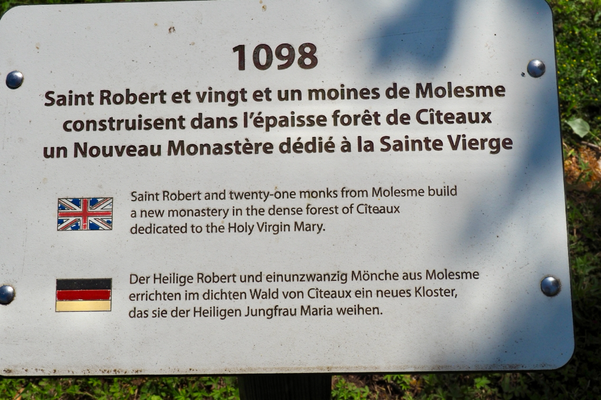 1098
Saint Robert et vingt et un moines de Molesme
construisent dans l'épaisse forêt de Cîteaux
un Nouveau Monastère dédié à la Sainte Vierge
Saint Robert and twenty-one monks from Molesme build
a new monastery in the dense forest of Cîteaux
dedicated to the Holy Virgin Mary.
Der Heilige Robert und einunzwanzig Mönche aus Molesme
errichten im dichten Wald von Cîteaux ein neues Kloster,
das sie der Heiligen Jungfrau Maria weihen.